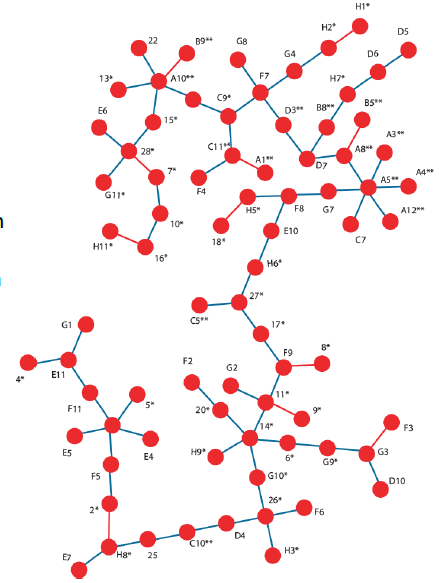 H1*
22
B9**
H2*
D5
G8
G4
D6
A10**
F7
H7*
13*
C9*
D3**
B8**
B5**
E6
15*
A3**
28*
C11**
A8**
7*
F4
A1**
D7
A5**
A4**
G11*
H5*
F8
G7
A12**
10*
18*
E10
C7
H11*
16*
H6*
27*
C5**
17*
G1
F9
8*
4*
E11
F2
G2
11*
F11
5*
20*
14*
9*
F3
E5
E4
H9*
6*
G9*
G3
F5
G10*
D10
2*
26*
F6
D4
C10**
E7
H8*
25
H3*